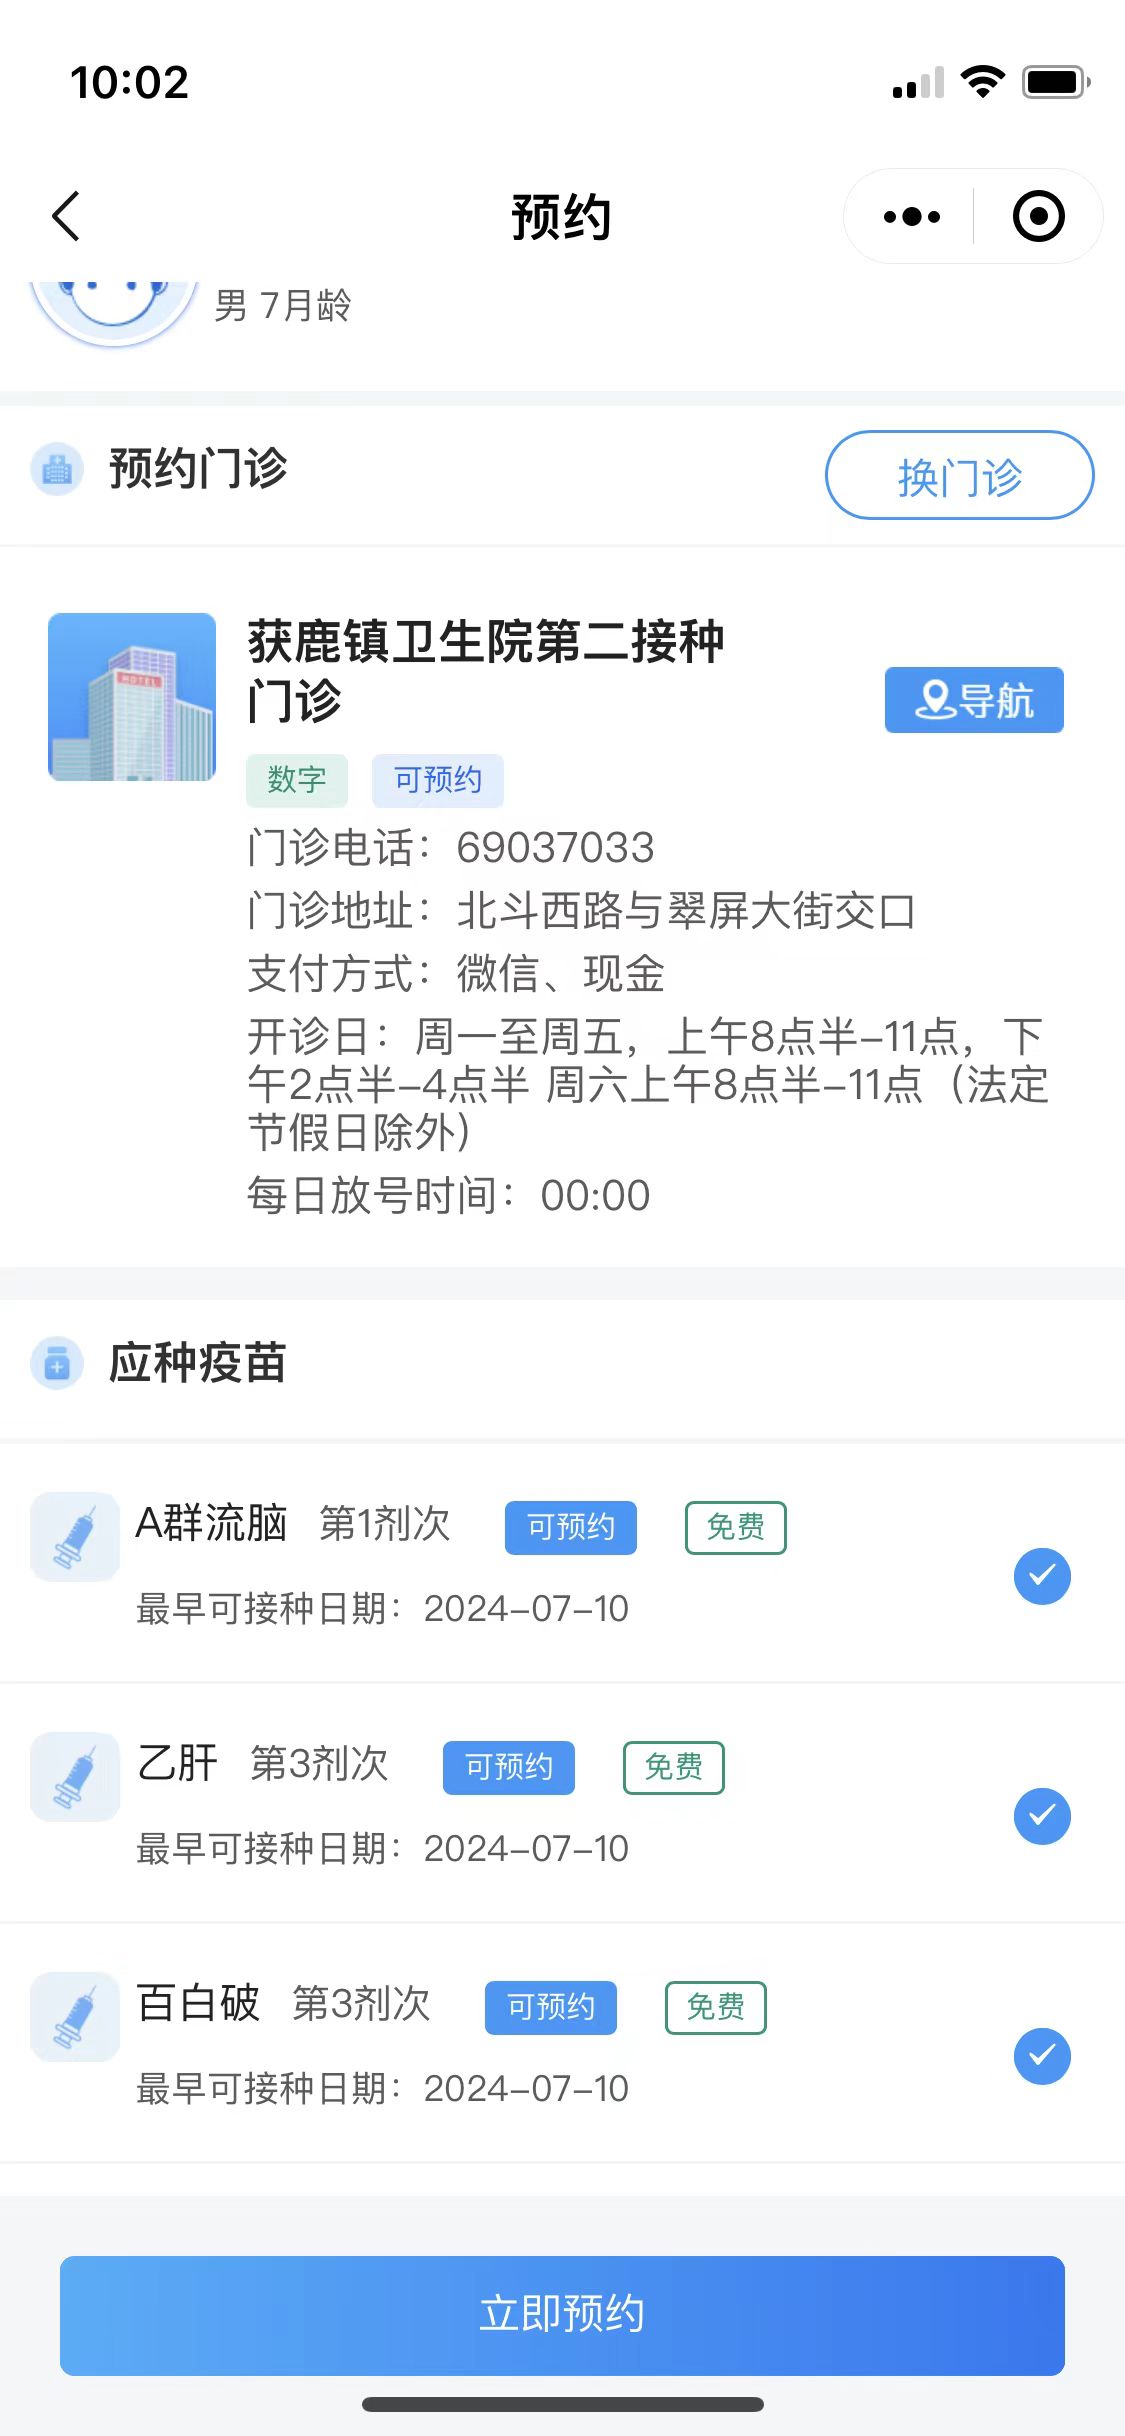 10:02
预约
男 7月龄
预约门诊
换门诊
HOTEL
获鹿镇卫生院第二接种
门诊
导航
数字
可预约
门诊电话：69037033
门诊地址：北斗西路与翠屏大街交口
支付方式：微信、现金
开诊日：周一至周五，上午8点半-11点，下
午2点半-4点半 周六上午8点半-11点（法定
节假日除外）
每日放号时间：00:00
应种疫苗
A群流脑 第1剂次 可预约 免费
最早可接种日期：2024-07-10
乙肝 第3剂次 可预约 免费
最早可接种日期：2024-07-10
百白破 第3剂次 可预约 免费
最早可接种日期：2024-07-10
立即预约